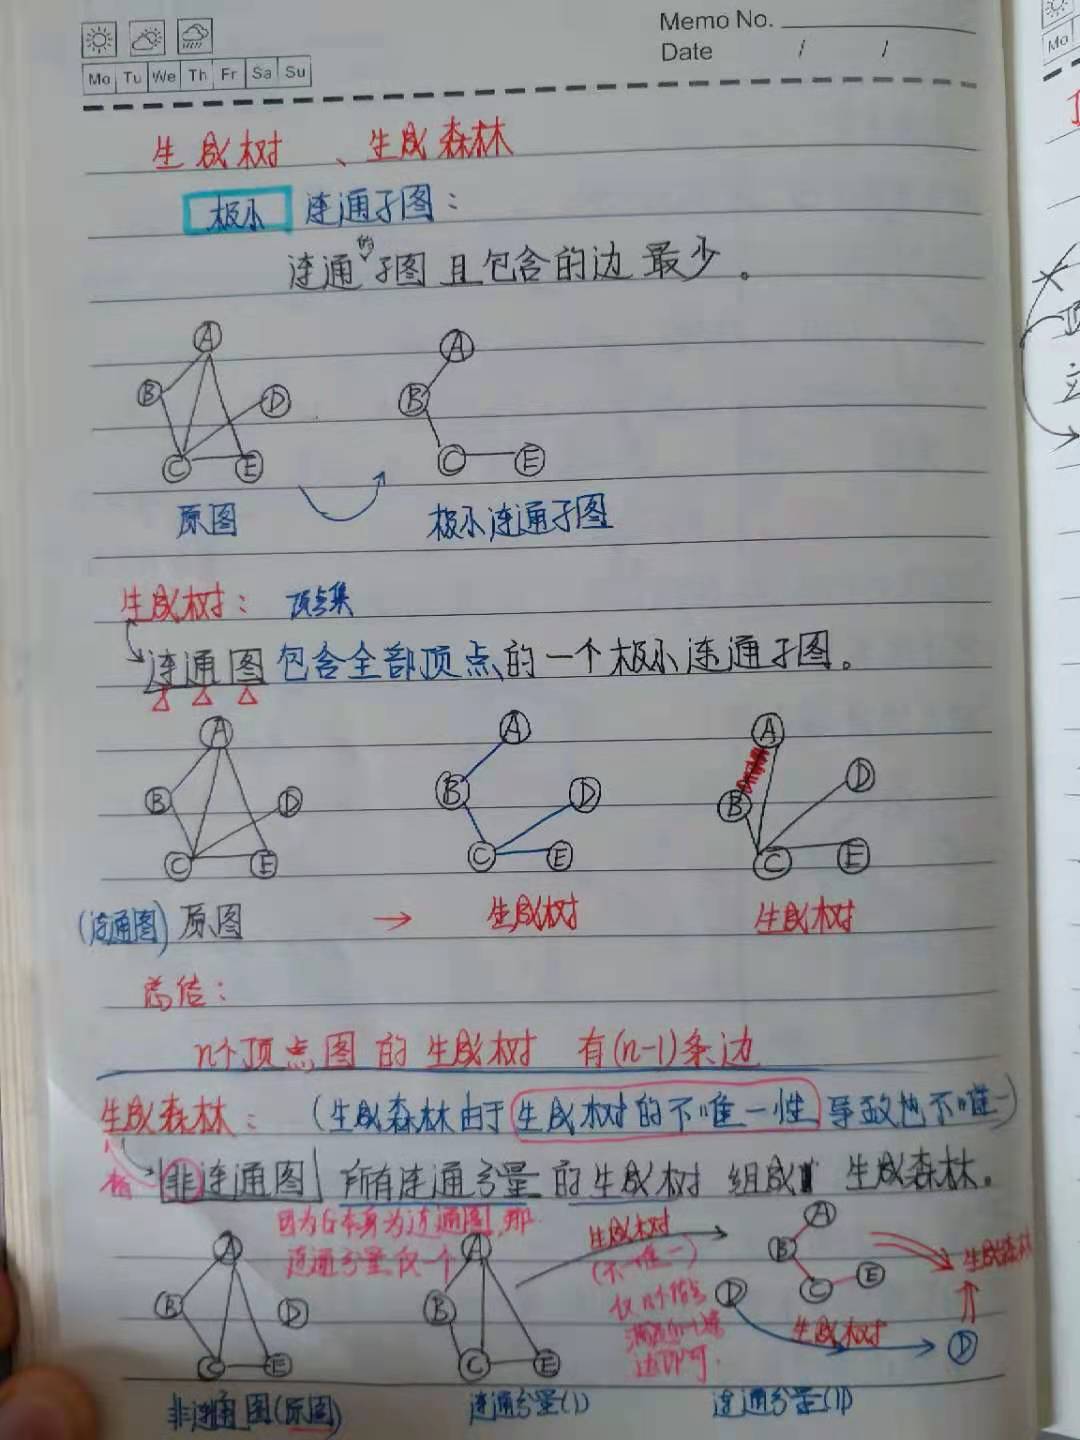 Memo No.
Date / /
Mo Tu We Th Fr Sa Su
Mo
生成树、生成森林
极小 连通子图：
连通的子图且包含的边最少。
A
B D
C E
A
B
C E
原图
极小连通子图
生成树： 顶点集
连通图包含全部顶点的一个极小连通子图。
A
B D
C E
A
B D
C E
A
B D
C E
(连通图) 原图 → 生成树 生成树
总结：
n个顶点图的生成树 有(n-1)条边
生成森林：(生成森林由于生成树的不唯一性导致也不唯一)
非连通图 所有连通分量的生成树组成 生成森林。
因为G本身为连通图,那
连通分量仅一个
生成树
(不唯一)
A
B D
C E
A
B
C E
A
B
C E
D
生成树
D
生成森林
边即可.
非连通图(原图) 连通分量(I) 连通分量(II)